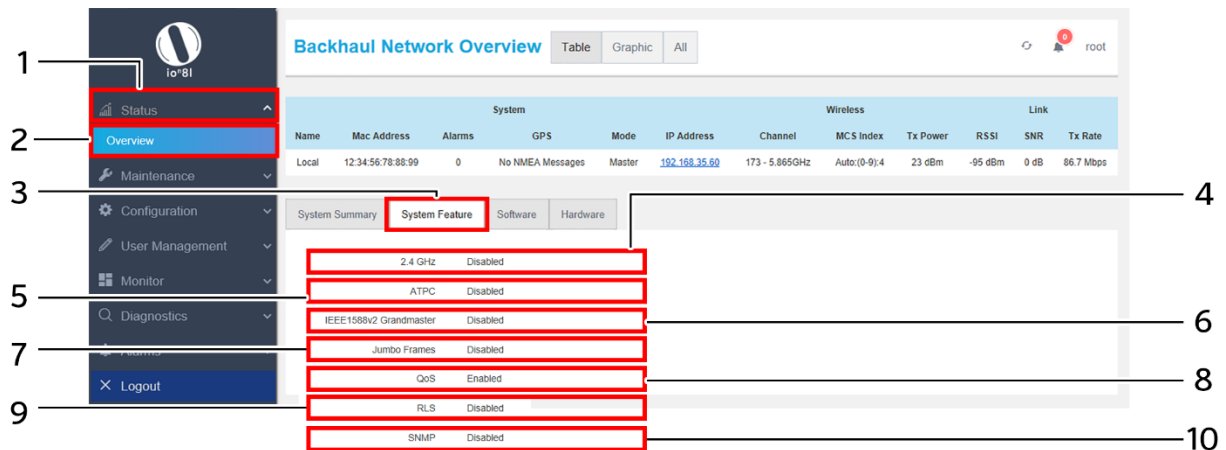 Backhaul Network Overview Table Graphic All 0 root
io"8I
1
Status
2 Overview
System Wireless Link
Name Mac Address Alarms GPS Mode IP Address Channel MCS Index Tx Power RSSI SNR Tx Rate
Local 12:34:56:78:88:99 0 No NMEA Messages Master 192.168.35.60 173 - 5.865GHz Auto:(0-9):4 23 dBm -95 dBm 0 dB 86.7 Mbps
Maintenance
3
4
Configuration
System Summary System Feature Software Hardware
User Management
2.4 GHz Disabled
Monitor
5
ATPC Disabled
Diagnostics
IEEE1588v2 Grandmaster Disabled
6
7
Alarms
Jumbo Frames Disabled
Logout
QoS Enabled
8
9
RLS Disabled
SNMP Disabled
10